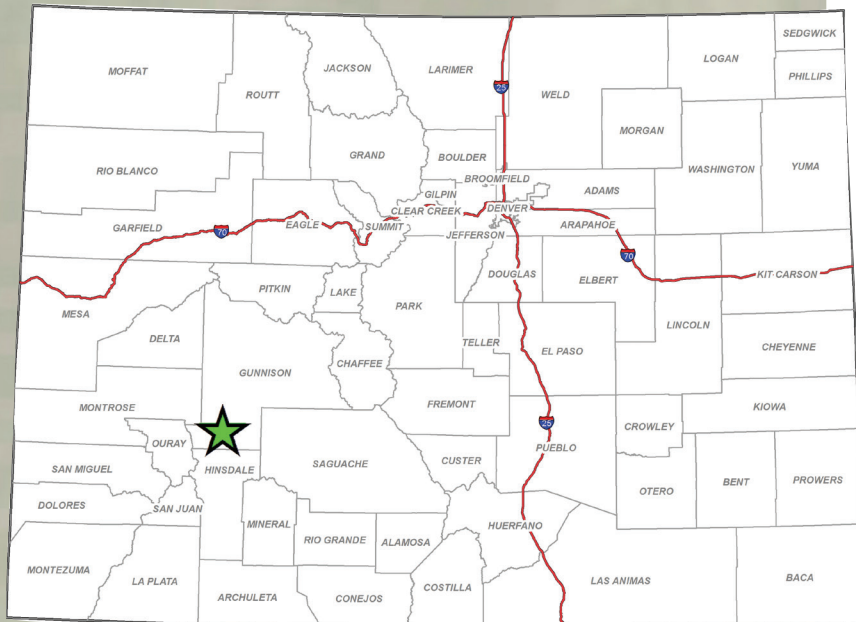 SEDGWICK
LOGAN
JACKSON
LARIMER
MOFFAT
PHILLIPS
ROUTT
25
WELD
MORGAN
GRAND
BOULDER
WASHINGTON
YUMA
RIO BLANCO
BROOMFIELD
GILPIN
ADAMS
CLEAR CREEK
DENVER
EAGLE
SUMMIT
ARAPAHOE
GARFIELD
70
JEFFERSON
70
DOUGLAS
KIT CARSON
ELBERT
PITKIN
LAKE
PARK
MESA
LINCOLN
DELTA
TELLER
CHEYENNE
EL PASO
CHAFFEE
GUNNISON
FREMONT
MONTROSE
KIOWA
25
CROWLEY
OURAY
PUEBLO
CUSTER
SAGUACHE
SAN MIGUEL
HINSDALE
PROWERS
BENT
OTERO
DOLORES
SAN JUAN
MINERAL
HUERFANO
RIO GRANDE
ALAMOSA
MONTEZUMA
LA PLATA
LAS ANIMAS
BACA
COSTILLA
ARCHULETA
CONEJOS